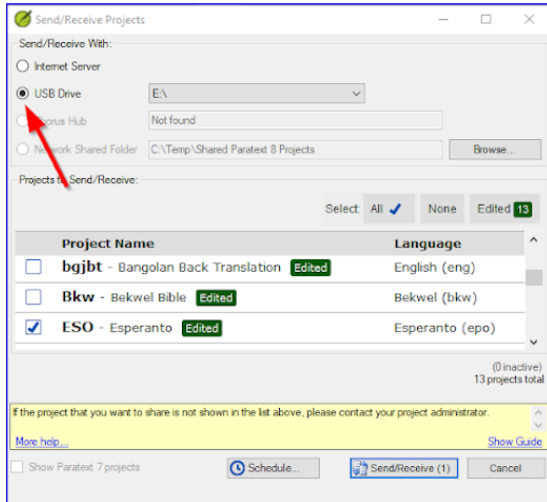 Send/Receive Projects
Send/Receive With:
Internet Server
USB Drive E:\
Chorus Hub Not found
Network Shared Folder C:\Temp\Shared Paratext 8 Projects Browse...
Projects to Send/Receive:
Select: All None Edited 13
Project Name Language
bgjbt - Bangolan Back Translation Edited English (eng)
Bkw - Bekwel Bible Edited Bekwel (bkw)
ESO - Esperanto Edited Esperanto (epo)
(0 inactive)
13 projects total
If the project that you want to share is not shown in the list above, please contact your project administrator.
More help... Show Guide
Show Paratext 7 projects Schedule... Send/Receive (1) Cancel